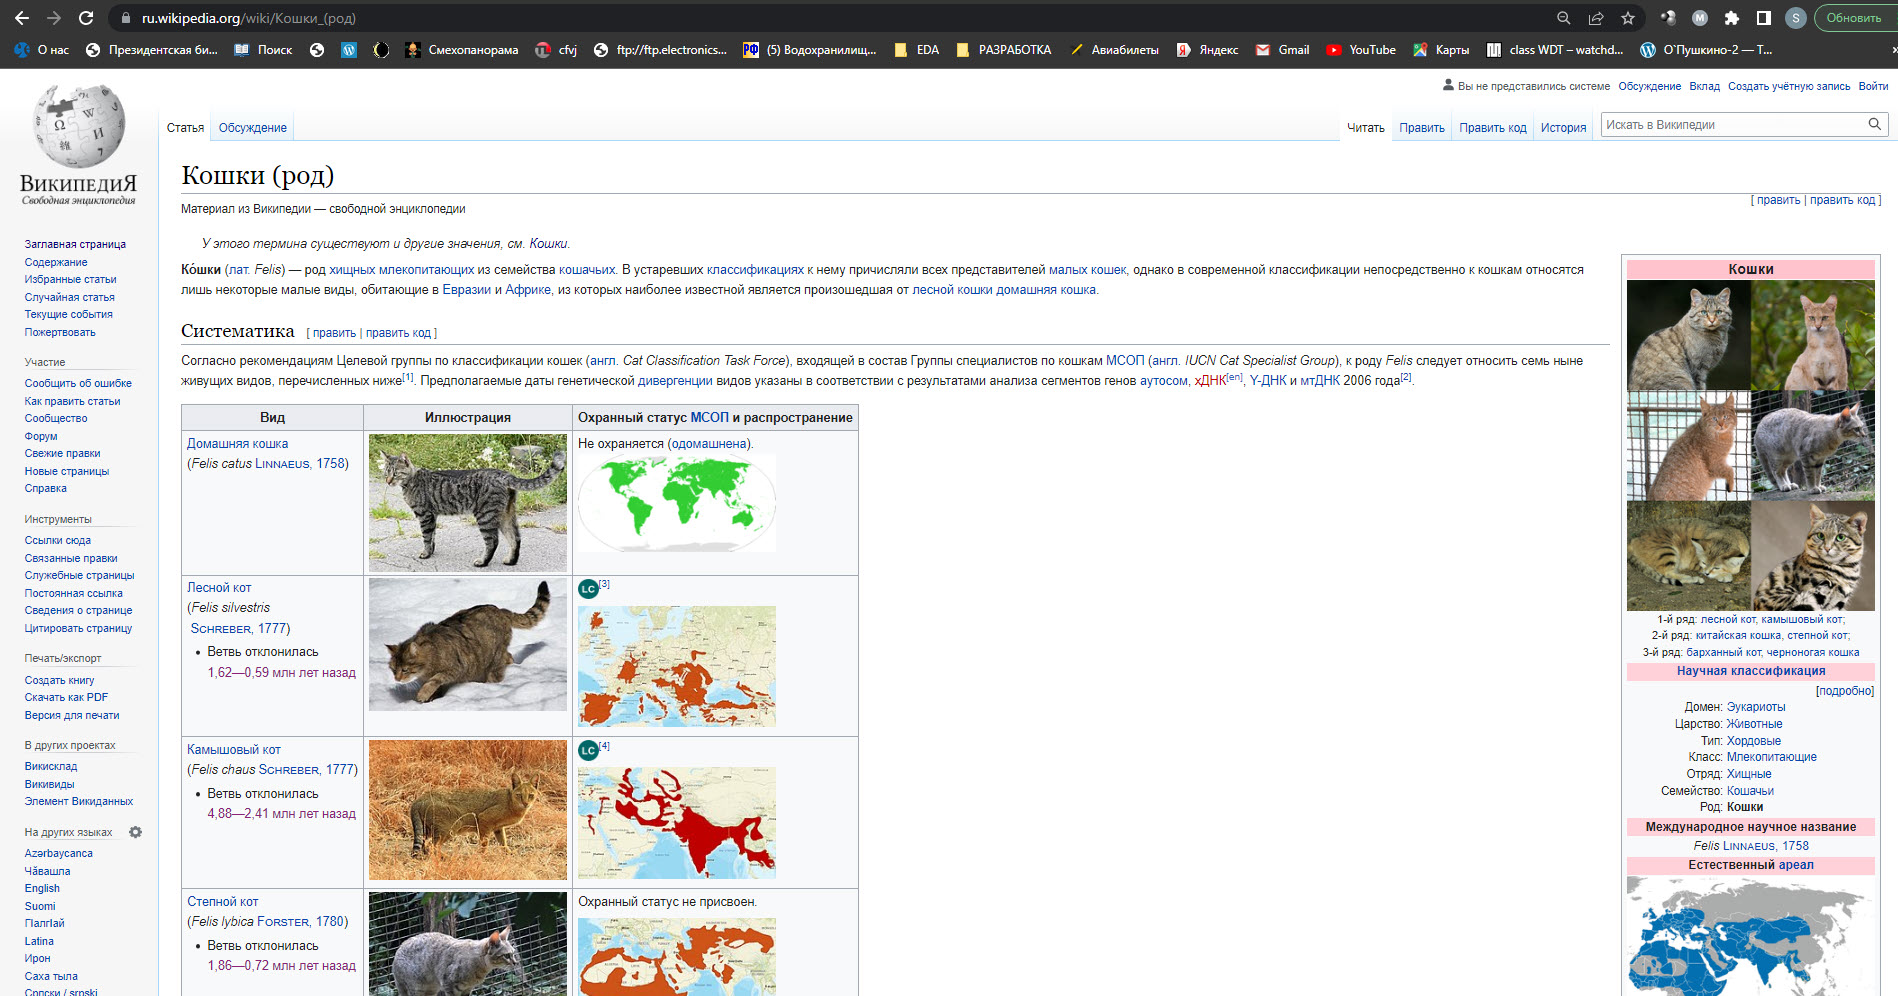 ru.wikipedia.org/wiki/Кошки_(род)
M
S
Обновить
О нас
Президентская би...
Поиск
Смехопанорама
cfvj
ftp://ftp.electronics...
РФ
(5) Водохранилищ...
EDA
РАЗРАБОТКА
Авиабилеты
Яндекс
Gmail
YouTube
Карты
class WDT – watchd...
О`Пушкино-2 — Т...
Вы не представились системе Обсуждение Вклад Создать учётную запись Войти
Статья Обсуждение
Читать Править Править код История
Искать в Википедии
ВИКИПЕДИЯ
Свободная энциклопедия
Заглавная страница
Содержание
Избранные статьи
Случайная статья
Текущие события
Пожертвовать
Участие
Сообщить об ошибке
Как править статьи
Сообщество
Форум
Свежие правки
Новые страницы
Справка
Инструменты
Ссылки сюда
Связанные правки
Служебные страницы
Постоянная ссылка
Сведения о странице
Цитировать страницу
Печать/экспорт
Создать книгу
Скачать как PDF
Версия для печати
В других проектах
Викисклад
Викивиды
Элемент Викиданных
На других языках
Azərbaycanca
Чӑвашла
English
Suomi
ГӀалгӀай
Latina
Ирон
Саха тыла
Српски / srpski
Кошки (род)
[ править | править код ]
Материал из Википедии — свободной энциклопедии
У этого термина существуют и другие значения, см. Кошки.
Ко́шки (лат. Felis) — род хищных млекопитающих из семейства кошачьих. В устаревших классификациях к нему причисляли всех представителей малых кошек, однако в современной классификации непосредственно к кошкам относятся
лишь некоторые малые виды, обитающие в Евразии и Африке, из которых наиболее известной является произошедшая от лесной кошки домашняя кошка.
Систематика [ править | править код ]
Согласно рекомендациям Целевой группы по классификации кошек (англ. Cat Classification Task Force), входящей в состав Группы специалистов по кошкам МСОП (англ. IUCN Cat Specialist Group), к роду Felis следует относить семь ныне
живущих видов, перечисленных ниже[1]. Предполагаемые даты генетической дивергенции видов указаны в соответствии с результатами анализа сегментов генов аутосом, хДНК[en], Y-ДНК и мтДНК 2006 года[2].
Вид Иллюстрация Охранный статус МСОП и распространение
Домашняя кошка
(Felis catus LINNAEUS, 1758)
Не охраняется (одомашнена).
Лесной кот
(Felis silvestris
SCHREBER, 1777)
• Ветвь отклонилась
1,62—0,59 млн лет назад
LC[3]
Камышовый кот
(Felis chaus SCHREBER, 1777)
• Ветвь отклонилась
4,88—2,41 млн лет назад
LC[4]
Степной кот
(Felis lybica FORSTER, 1780)
• Ветвь отклонилась
1,86—0,72 млн лет назад
Охранный статус не присвоен.
Кошки
1-й ряд: лесной кот, камышовый кот;
2-й ряд: китайская кошка, степной кот;
3-й ряд: барханный кот, черноногая кошка
Научная классификация
[подробно]
Домен: Эукариоты
Царство: Животные
Тип: Хордовые
Класс: Млекопитающие
Отряд: Хищные
Семейство: Кошачьи
Род: Кошки
Международное научное название
Felis LINNAEUS, 1758
Естественный ареал